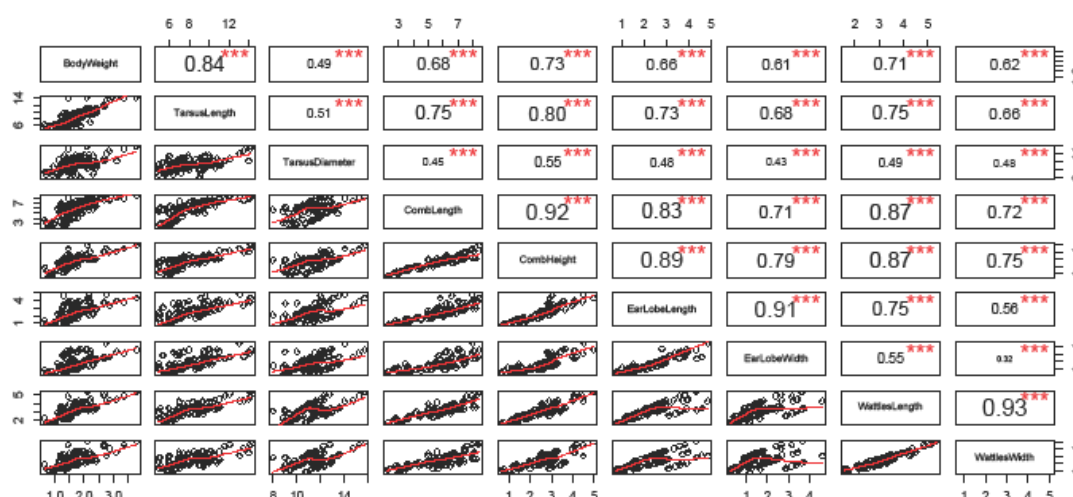 6 8 12 3 5 7 1 2 3 4 5 2 3 4 5
BodyWeight 0.84*** 0.49*** 0.68*** 0.73*** 0.66*** 0.61*** 0.71*** 0.62***
14 6 TarsusLength 0.51*** 0.75*** 0.80*** 0.73*** 0.68*** 0.75*** 0.66***
TarsusDiameter 0.45*** 0.55*** 0.48*** 0.43*** 0.49*** 0.48***
7 3 CombLength 0.92*** 0.83*** 0.71*** 0.87*** 0.72***
CombHeight 0.89*** 0.79*** 0.87*** 0.75***
4 1 EarLobeLength 0.91*** 0.75*** 0.56***
EarLobeWidth 0.55*** 0.32***
5 2 WattlesLength 0.93***
WattlesWidth
1.0 2.0 3.0 8 10 14 1 2 3 4 5 1 2 3 4 1 2 3 4